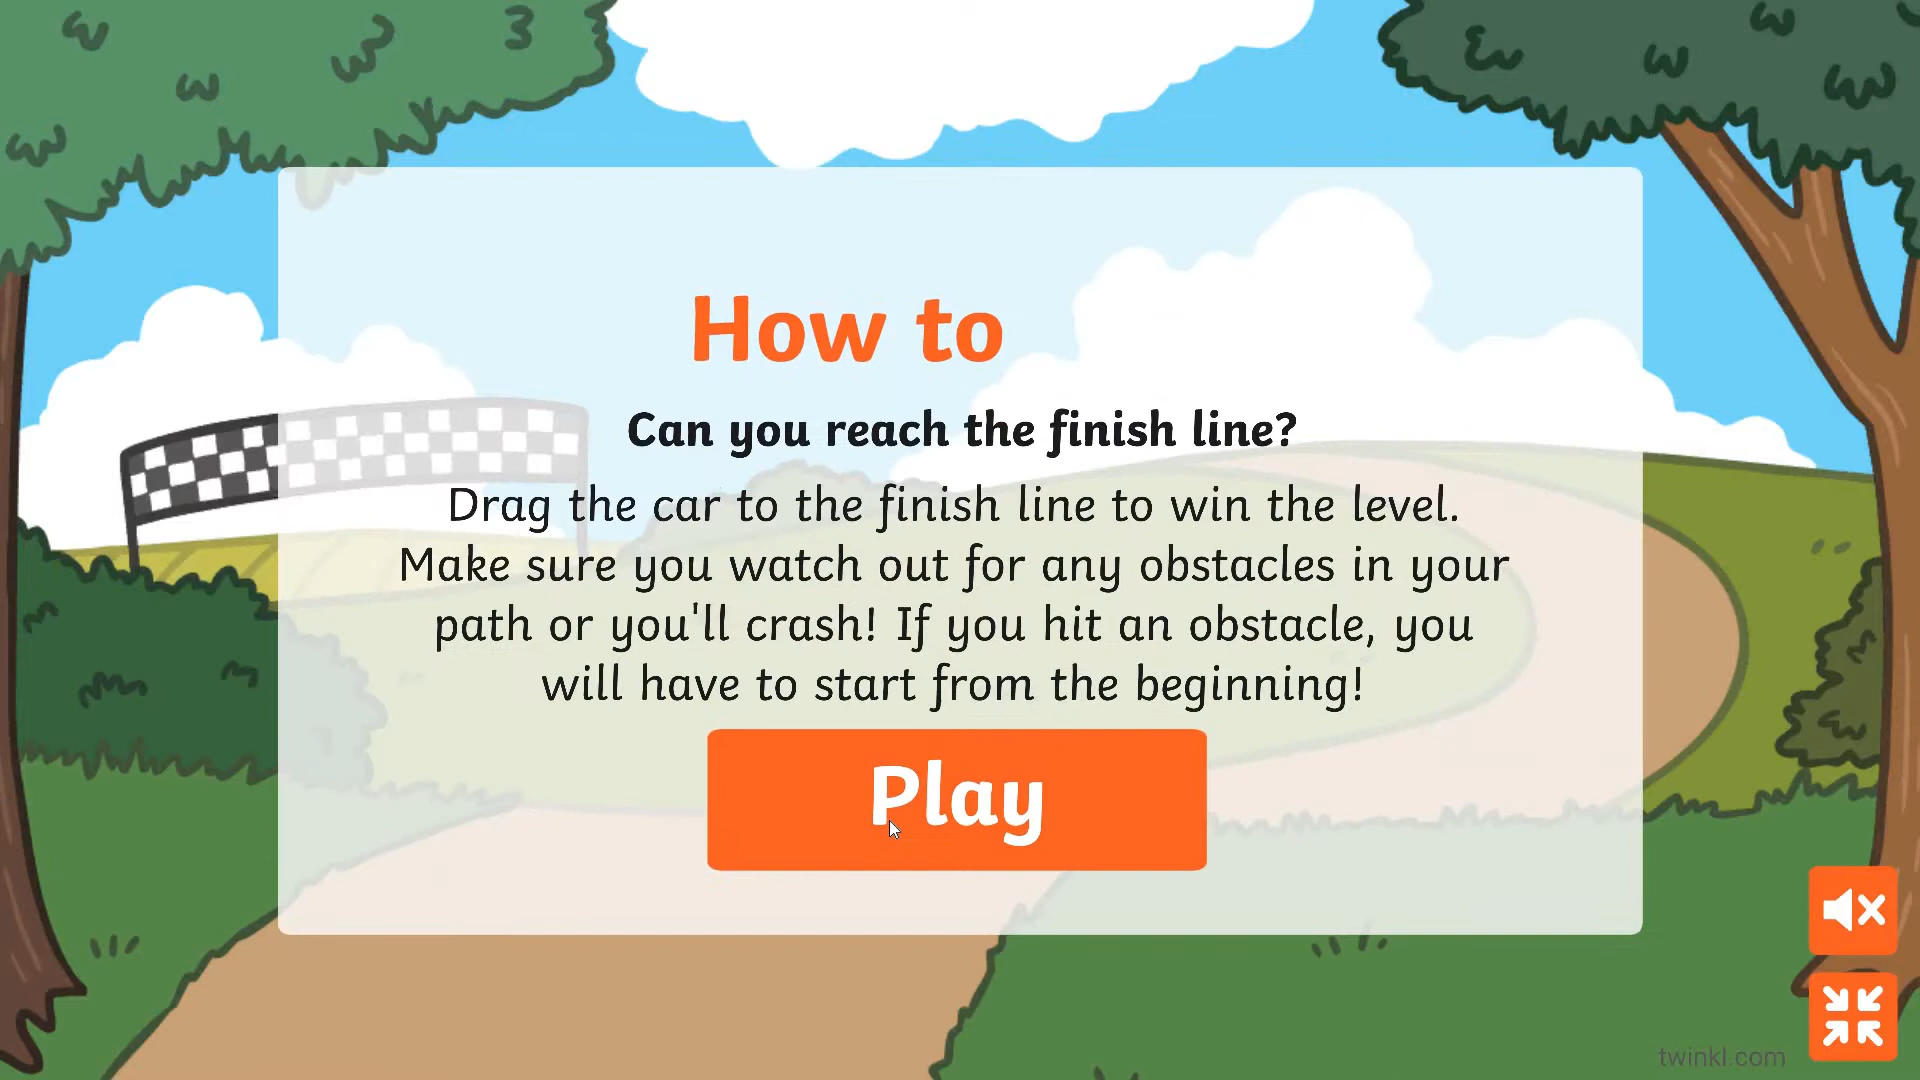 How to
Can you reach the finish line?
Drag the car to the finish line to win the level.
Make sure you watch out for any obstacles in your
path or you'll crash! If you hit an obstacle, you
will have to start from the beginning!
Play
twinkl.com